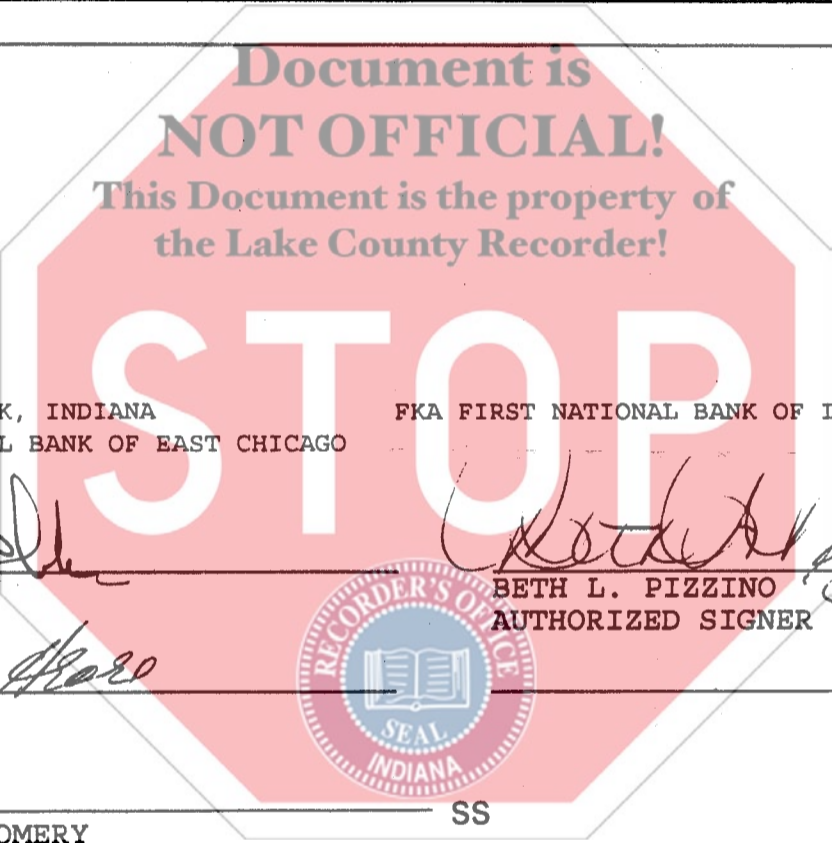 Document is
NOT OFFICIAL!
This Document is the property of
the Lake County Recorder!
STOP
K, INDIANA FKA FIRST NATIONAL BANK OF I
L BANK OF EAST CHICAGO
BETH L. PIZZINO
AUTHORIZED SIGNER
RECORDER'S OFFICE
SEAL
INDIANA
SS
OMERY